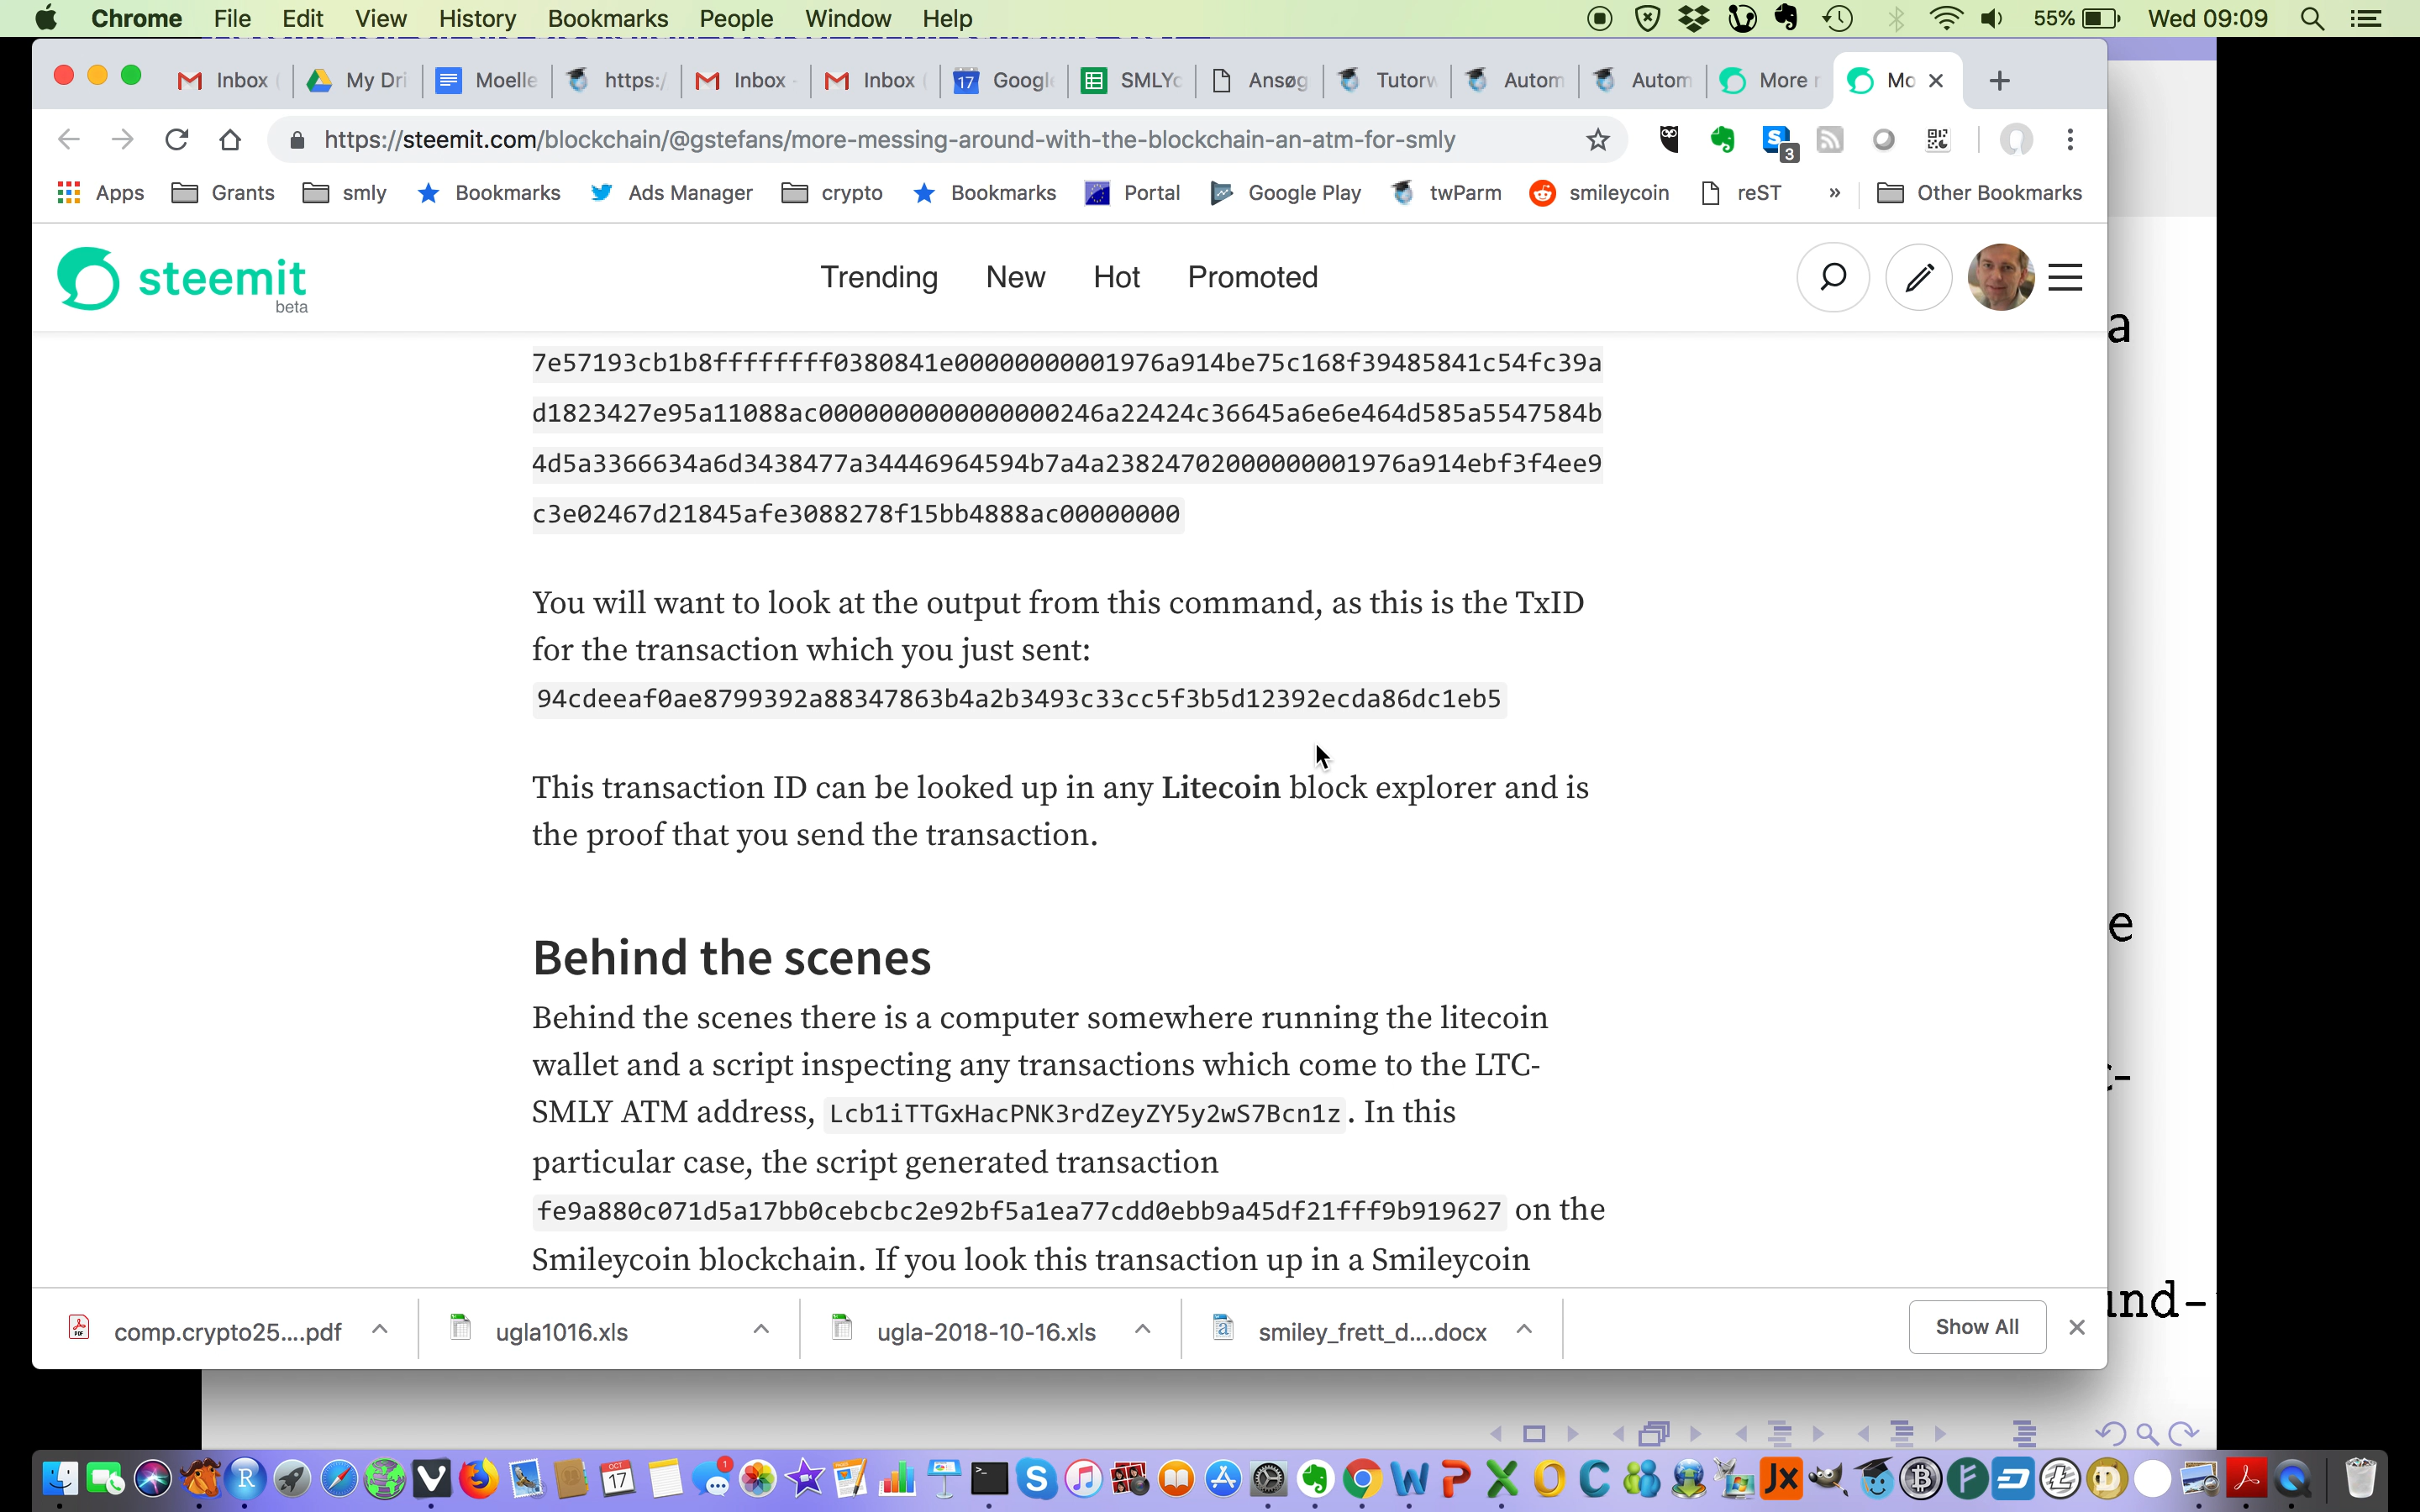 Chrome File Edit View History Bookmarks People Window Help 55% Wed 09:09
Inbox My Dri Moelle https:/ Inbox Inbox 17 Google SMLYc Ansøg Tutorw Autom Autom More r Mo
https://steemit.com/blockchain/@gstefans/more-messing-around-with-the-blockchain-an-atm-for-smly 3
Apps Grants smly Bookmarks Ads Manager crypto Bookmarks Portal Google Play twParm smileycoin reST » Other Bookmarks
steemit
beta
Trending New Hot Promoted
7e57193cb1b8ffffffff0380841e00000000001976a914be75c168f39485841c54fc39a
d1823427e95a11088ac0000000000000000246a22424c36645a6e6e464d585a5547584b
4d5a3366634a6d3438477a34446964594b7a4a23824702000000001976a914ebf3f4ee9
c3e02467d21845afe3088278f15bb4888ac00000000
You will want to look at the output from this command, as this is the TxID
for the transaction which you just sent:
94cdeeaf0ae8799392a88347863b4a2b3493c33cc5f3b5d12392ecda86dc1eb5
This transaction ID can be looked up in any Litecoin block explorer and is
the proof that you send the transaction.
Behind the scenes
Behind the scenes there is a computer somewhere running the litecoin
wallet and a script inspecting any transactions which come to the LTC-
SMLY ATM address, Lcb1iTTGxHacPNK3rdZeyZY5y2wS7Bcn1z. In this
particular case, the script generated transaction
fe9a880c071d5a17bb0cebcbc2e92bf5a1ea77cdd0ebb9a45df21fff9b919627 on the
Smileycoin blockchain. If you look this transaction up in a Smileycoin
comp.crypto25....pdf ugla1016.xls ugla-2018-10-16.xls smiley_frett_d....docx Show All
a
e
und-
OCT
17
1